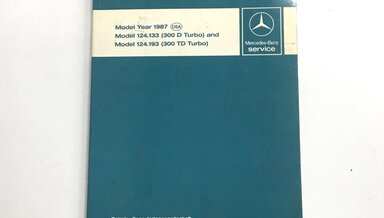 Model Year 1987 USA
Model 124.133 (300 D Turbo) and
Model 124.193 (300 TD Turbo)
Mercedes-Benz
service